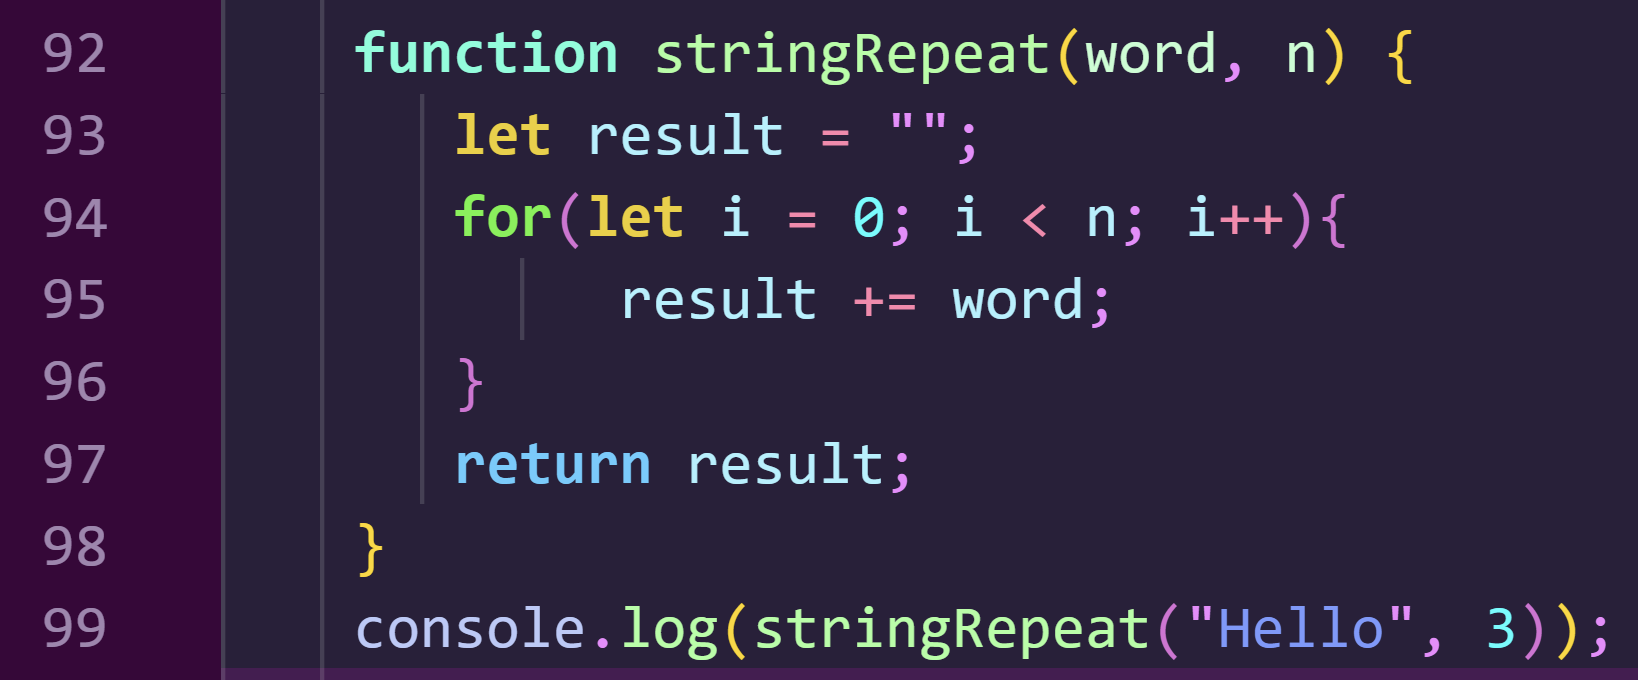 92 function stringRepeat(word, n) {
93 let result = "";
94 for(let i = 0; i < n; i++){
95 result += word;
96 }
97 return result;
98 }
99 console.log(stringRepeat("Hello", 3));